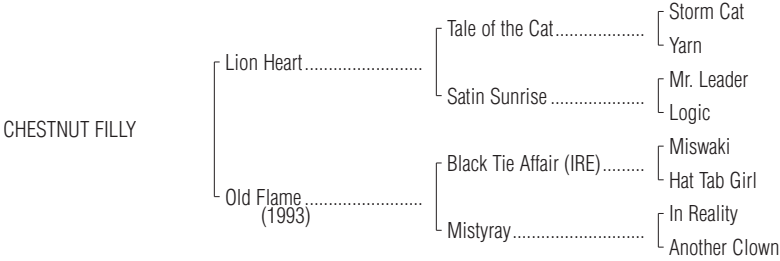 Storm Cat
Tale of the Cat....................
Yarn
Lion Heart.........................
Mr. Leader
Satin Sunrise ....................
Logic
CHESTNUT FILLY
Miswaki
Black Tie Affair (IRE).........
Hat Tab Girl
Old Flame .........................
(1993)
In Reality
Mistyray............................
Another Clown